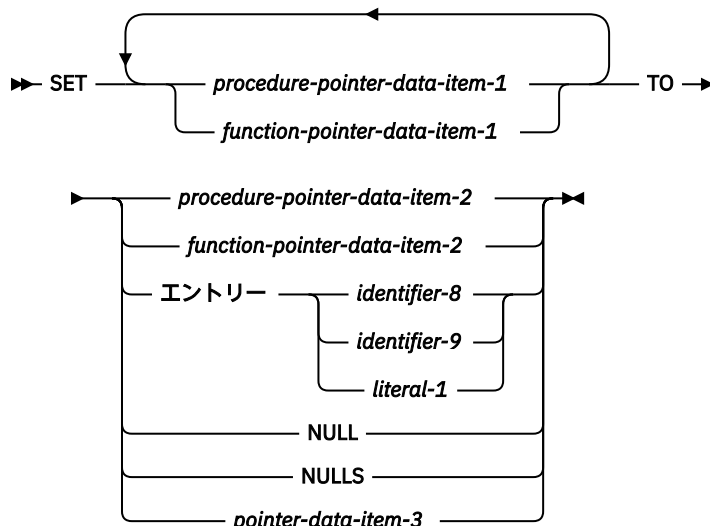 SET procedure-pointer-data-item-1 TO
function-pointer-data-item-1
procedure-pointer-data-item-2
function-pointer-data-item-2
エントリー identifier-8
identifier-9
literal-1
NULL
NULLS
pointer-data-item-3